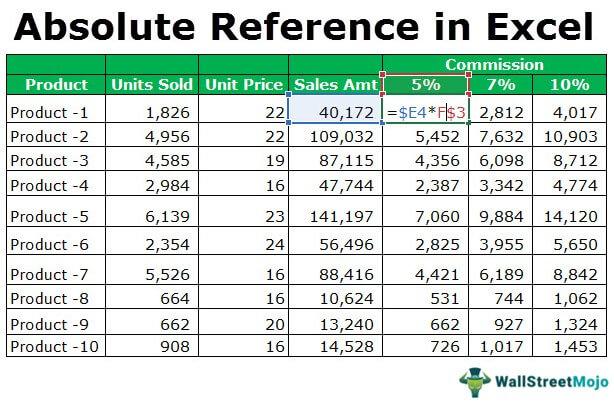 Absolute Reference in Excel
Commission
Product Units Sold Unit Price Sales Amt 5% 7% 10%
Product -1 1,826 22 40,172 =$E4*F$3 2,812 4,017
Product -2 4,956 22 109,032 5,452 7,632 10,903
Product -3 4,585 19 87,115 4,356 6,098 8,712
Product -4 2,984 16 47,744 2,387 3,342 4,774
Product -5 6,139 23 141,197 7,060 9,884 14,120
Product -6 2,354 24 56,496 2,825 3,955 5,650
Product -7 5,526 16 88,416 4,421 6,189 8,842
Product -8 664 16 10,624 531 744 1,062
Product -9 662 20 13,240 662 927 1,324
Product -10 908 16 14,528 726 1,017 1,453
WallStreetMojo